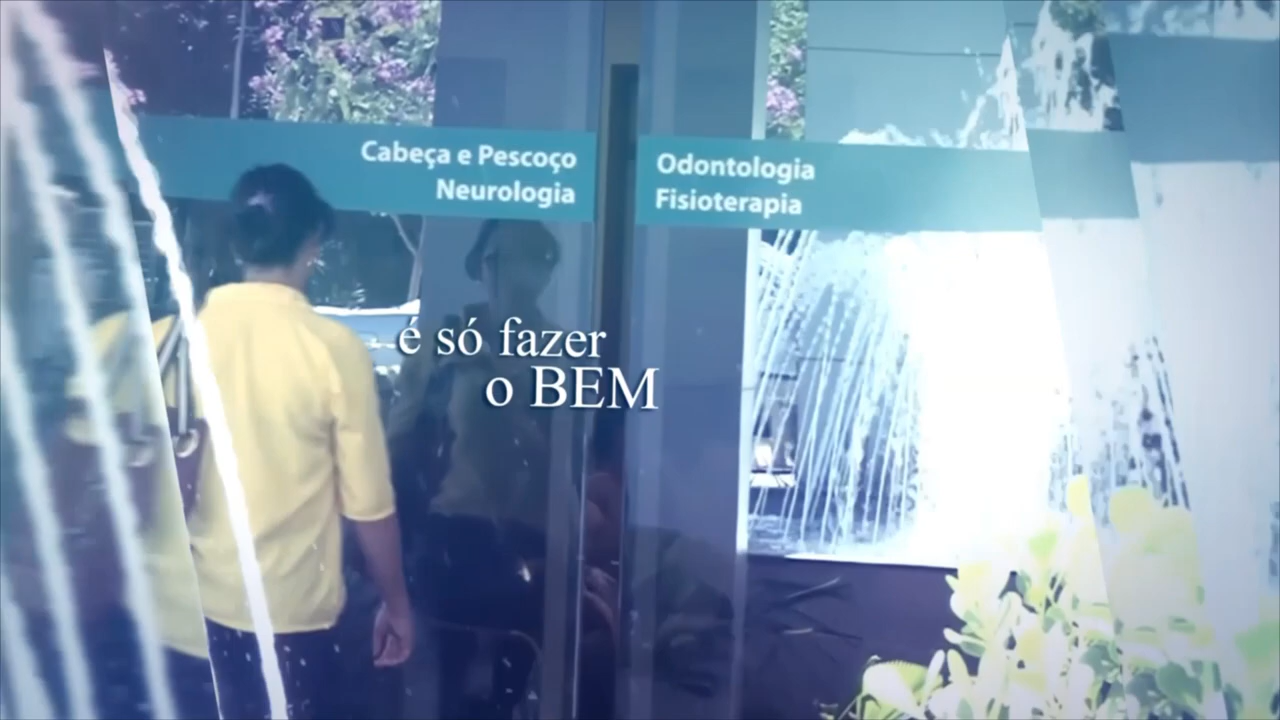 Cabeça e Pescoço
Neurologia
Odontologia
Fisioterapia
é só fazer
o BEM